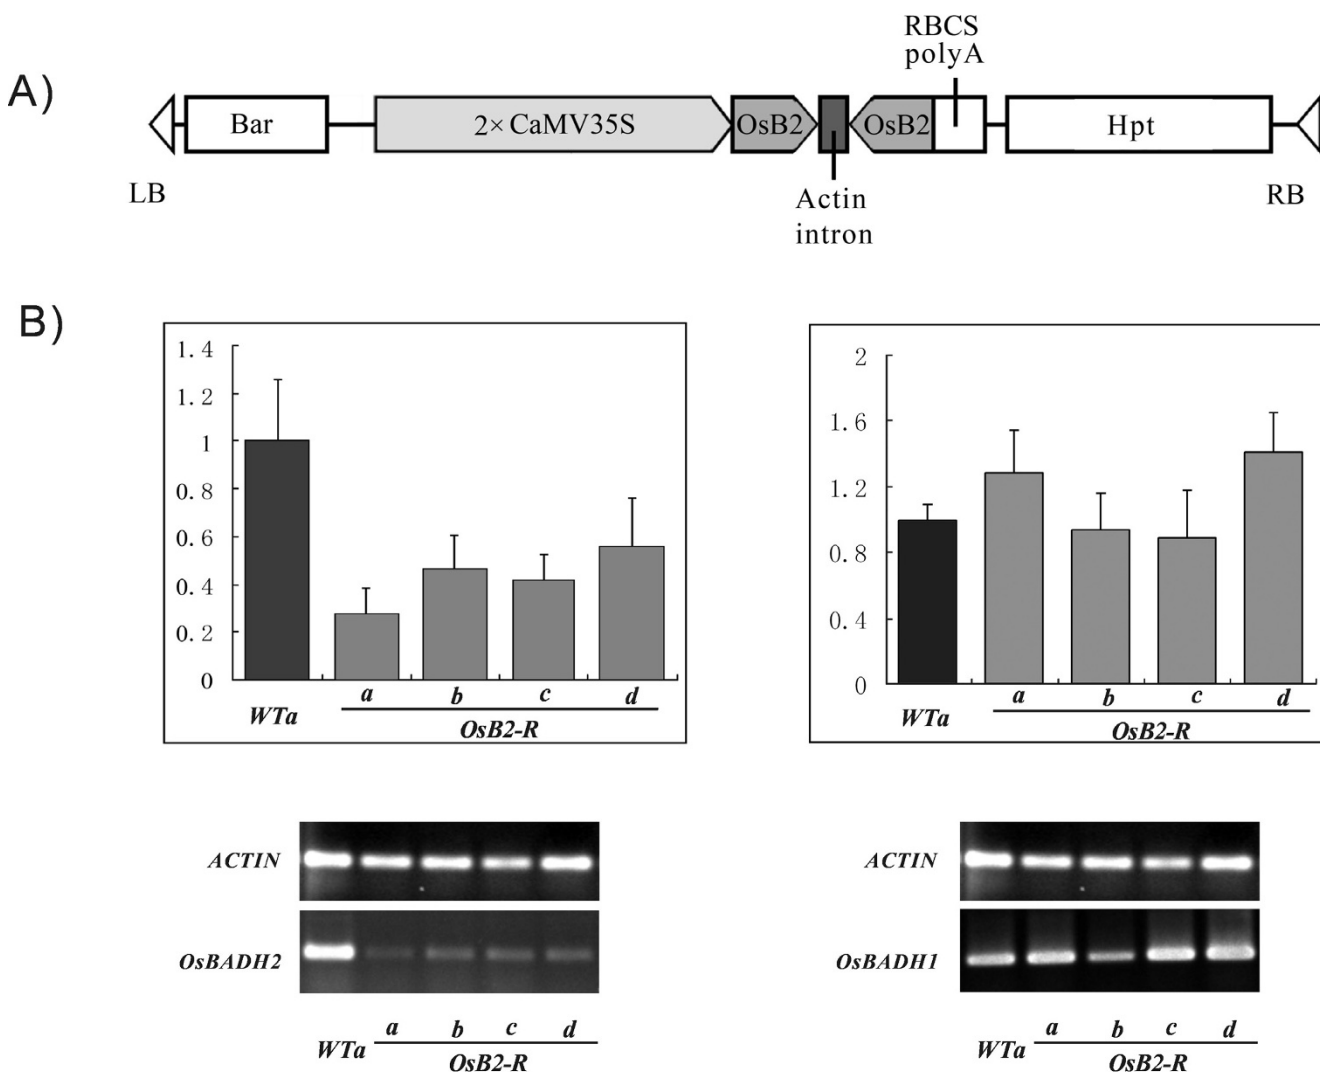 A)
RBCS
polyA
Bar
2× CaMV35S
OsB2
OsB2
Hpt
LB
Actin
intron
RB
B)
1.4
1.2
1
0.8
0.6
0.4
0.2
0
WTa
a b c d
OsB2-R
2
1.6
1.2
0.8
0.4
0
WTa
a b c d
OsB2-R
ACTIN
OsBADH2
WTa
a b c d
OsB2-R
ACTIN
OsBADH1
WTa
a b c d
OsB2-R